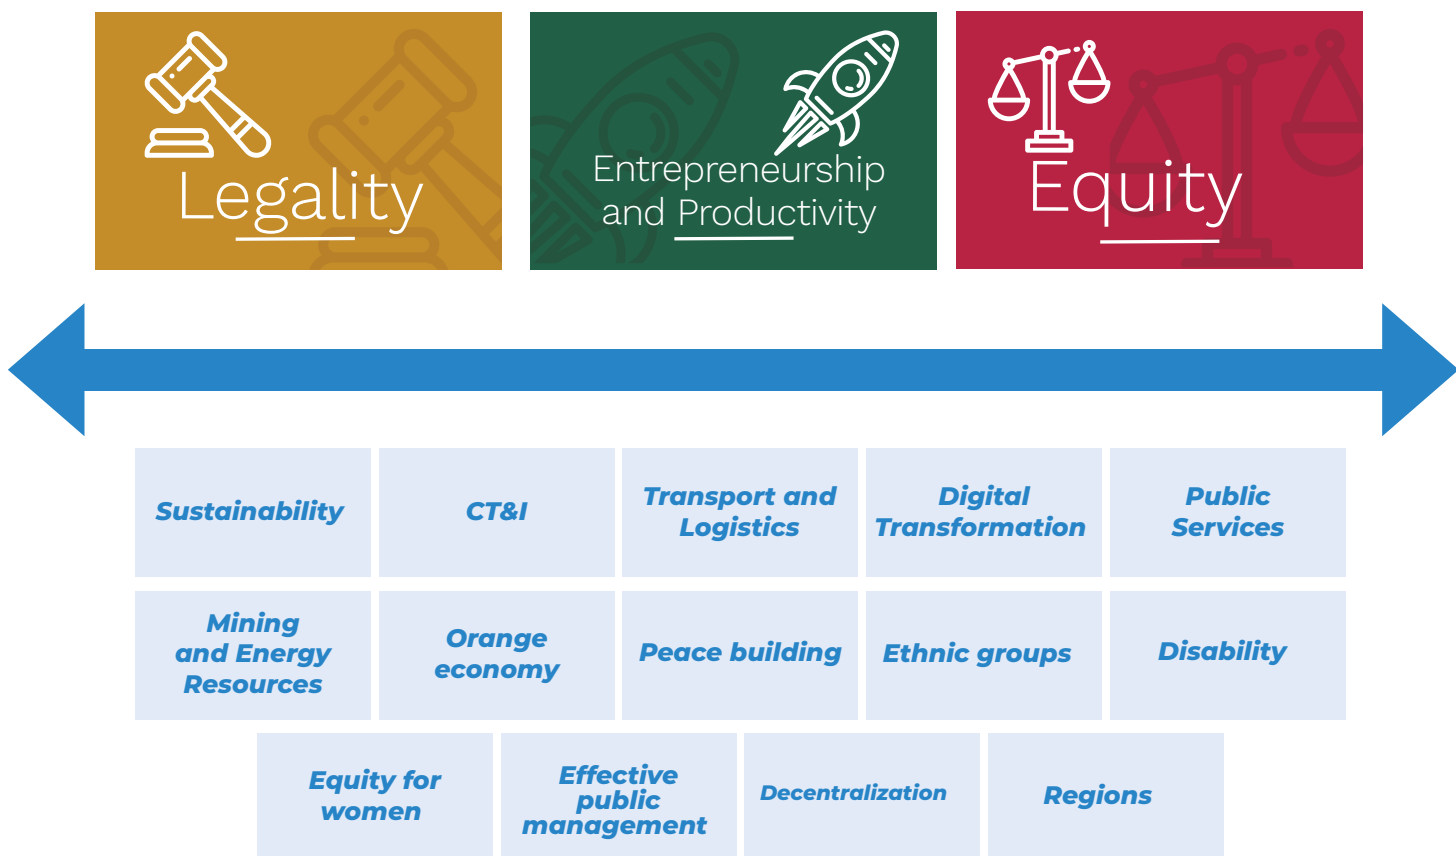 Legality
Entrepreneurship
and Productivity
Equity
Sustainability
CT&I
Transport and
Logistics
Digital
Transformation
Public
Services
Mining
and Energy
Resources
Orange
economy
Peace building
Ethnic groups
Disability
Equity for
women
Effective
public
management
Decentralization
Regions